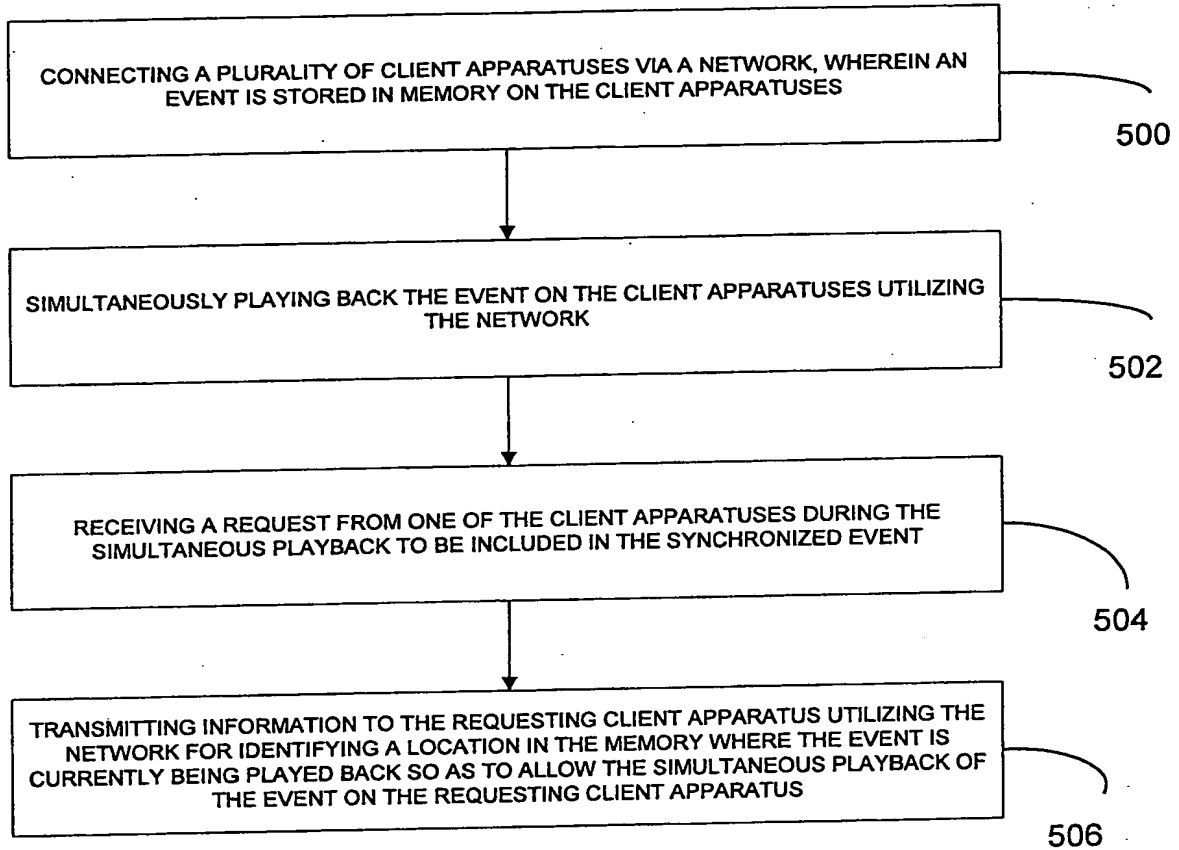 CONNECTING A PLURALITY OF CLIENT APPARATUSES VIA A NETWORK, WHEREIN AN
EVENT IS STORED IN MEMORY ON THE CLIENT APPARATUSES
500
SIMULTANEOUSLY PLAYING BACK THE EVENT ON THE CLIENT APPARATUSES UTILIZING
THE NETWORK
502
RECEIVING A REQUEST FROM ONE OF THE CLIENT APPARATUSES DURING THE
SIMULTANEOUS PLAYBACK TO BE INCLUDED IN THE SYNCHRONIZED EVENT
504
TRANSMITTING INFORMATION TO THE REQUESTING CLIENT APPARATUS UTILIZING THE
NETWORK FOR IDENTIFYING A LOCATION IN THE MEMORY WHERE THE EVENT IS
CURRENTLY BEING PLAYED BACK SO AS TO ALLOW THE SIMULTANEOUS PLAYBACK OF
THE EVENT ON THE REQUESTING CLIENT APPARATUS
506